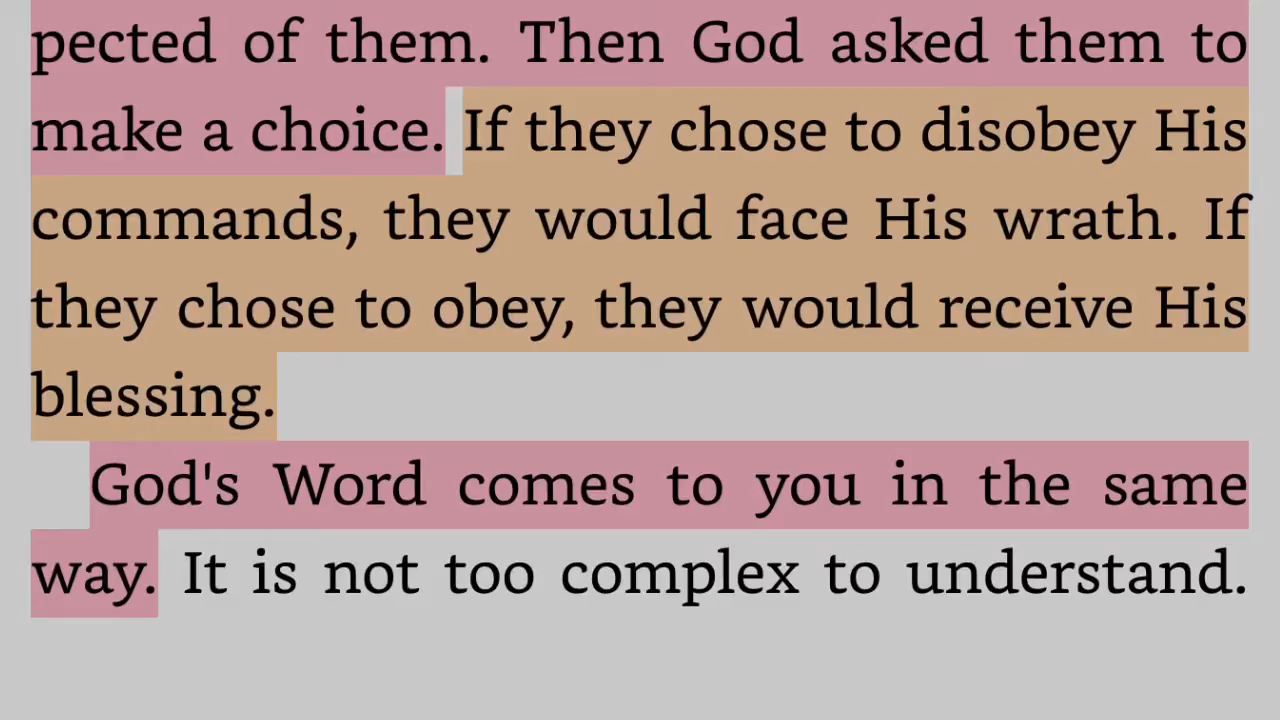 pected of them. Then God asked them to
make a choice. If they chose to disobey His
commands, they would face His wrath. If
they chose to obey, they would receive His
blessing.
God's Word comes to you in the same
way. It is not too complex to understand.